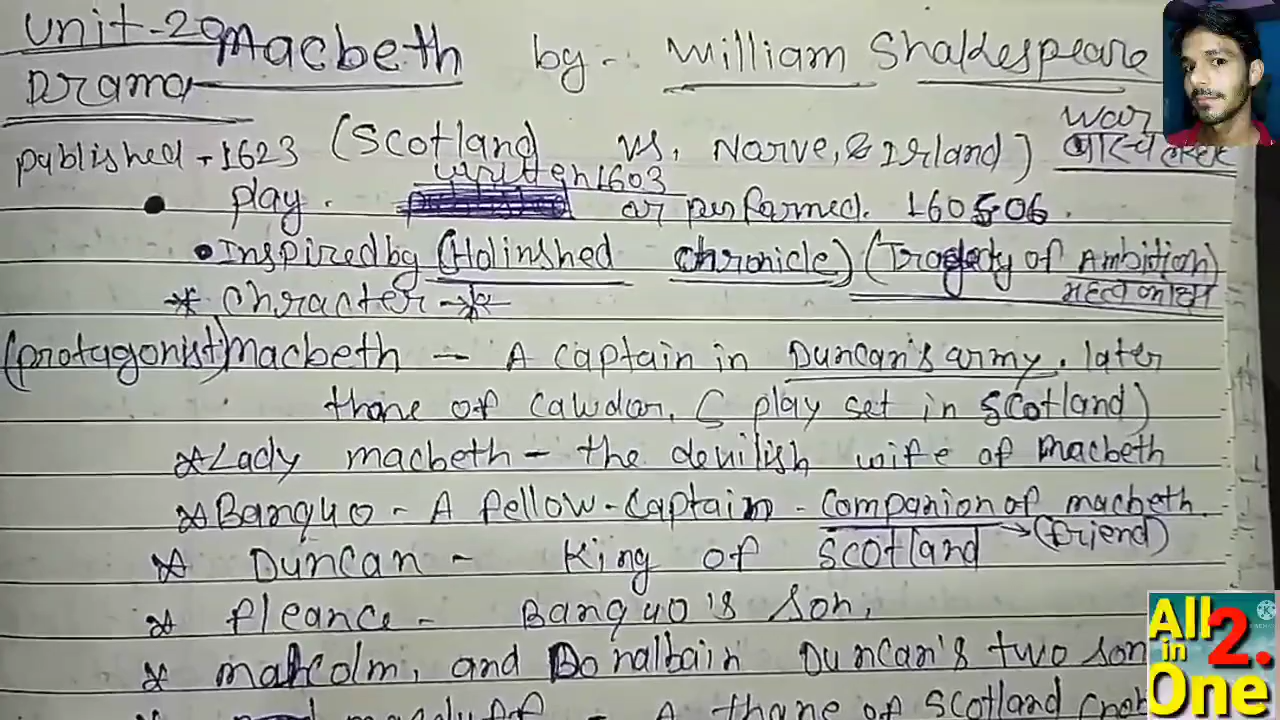 Unit-2
Drama
Macbeth by-: William Shakespeare
published - 1623 (Scotland vs. Norve, & Irland)
war
written 1603
play. or performed. 1605-06.
• Inspired by (Holinshed chronicle) (Tragedy of Ambition)
* Chracter -*
(protagonist) Macbeth - A captain in Duncan's army. later
thane of cawdor. ( play set in Scotland)
* Lady macbeth - the devilish wife of Macbeth
* Banquo - A fellow-captain - Companion of macbeth.
→ (friend)
* Duncan - King of Scotland
* fleance - Banquo's son,
* malcolm, and Donalbain Duncan's two son
- A thane of Scotland
All
in 2.
One